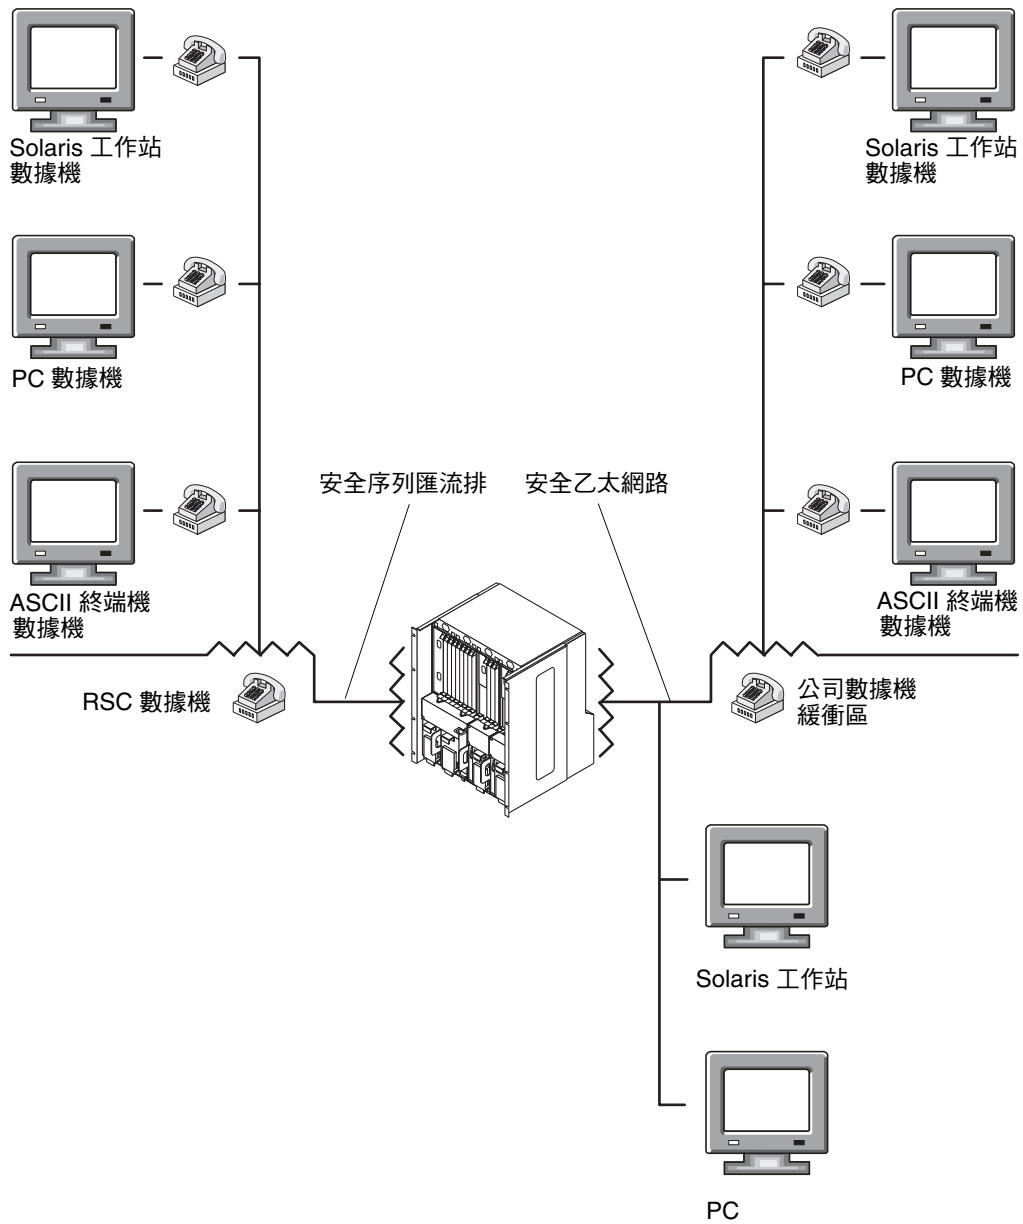 Solaris 工作站
數據機
Solaris 工作站
數據機
PC 數據機
PC 數據機
安全序列匯流排
安全乙太網路
ASCII 終端機
數據機
ASCII 終端機
數據機
RSC 數據機
公司數據機
緩衝區
Solaris 工作站
PC